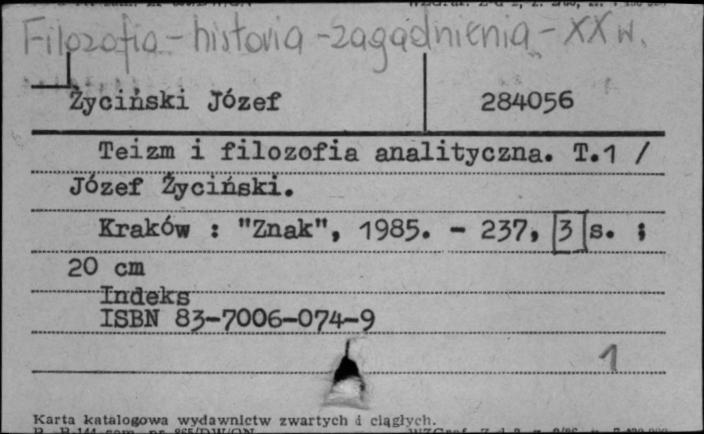 Filozofia - historia - zagadnienia - XX w.
Życiński Józef 284056
Teizm i filozofia analityczna. T.1 /
Józef Życiński.
Kraków : "Znak", 1985. - 237, [3] s. ;
20 cm
Indeks
ISBN 83-7006-074-9
1
Karta katalogowa wydawnictw zwartych i ciągłych.